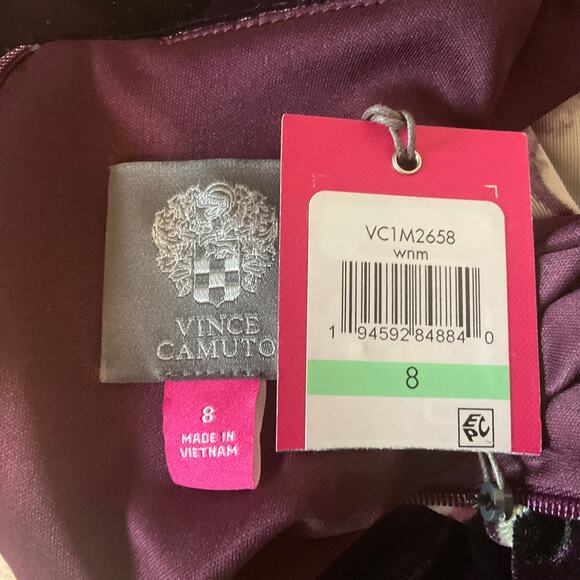 VINCE
CAMUTO
8
MADE IN
VIETNAM
VC1M2658
wnm
1 94592 84884 0
8
EPC